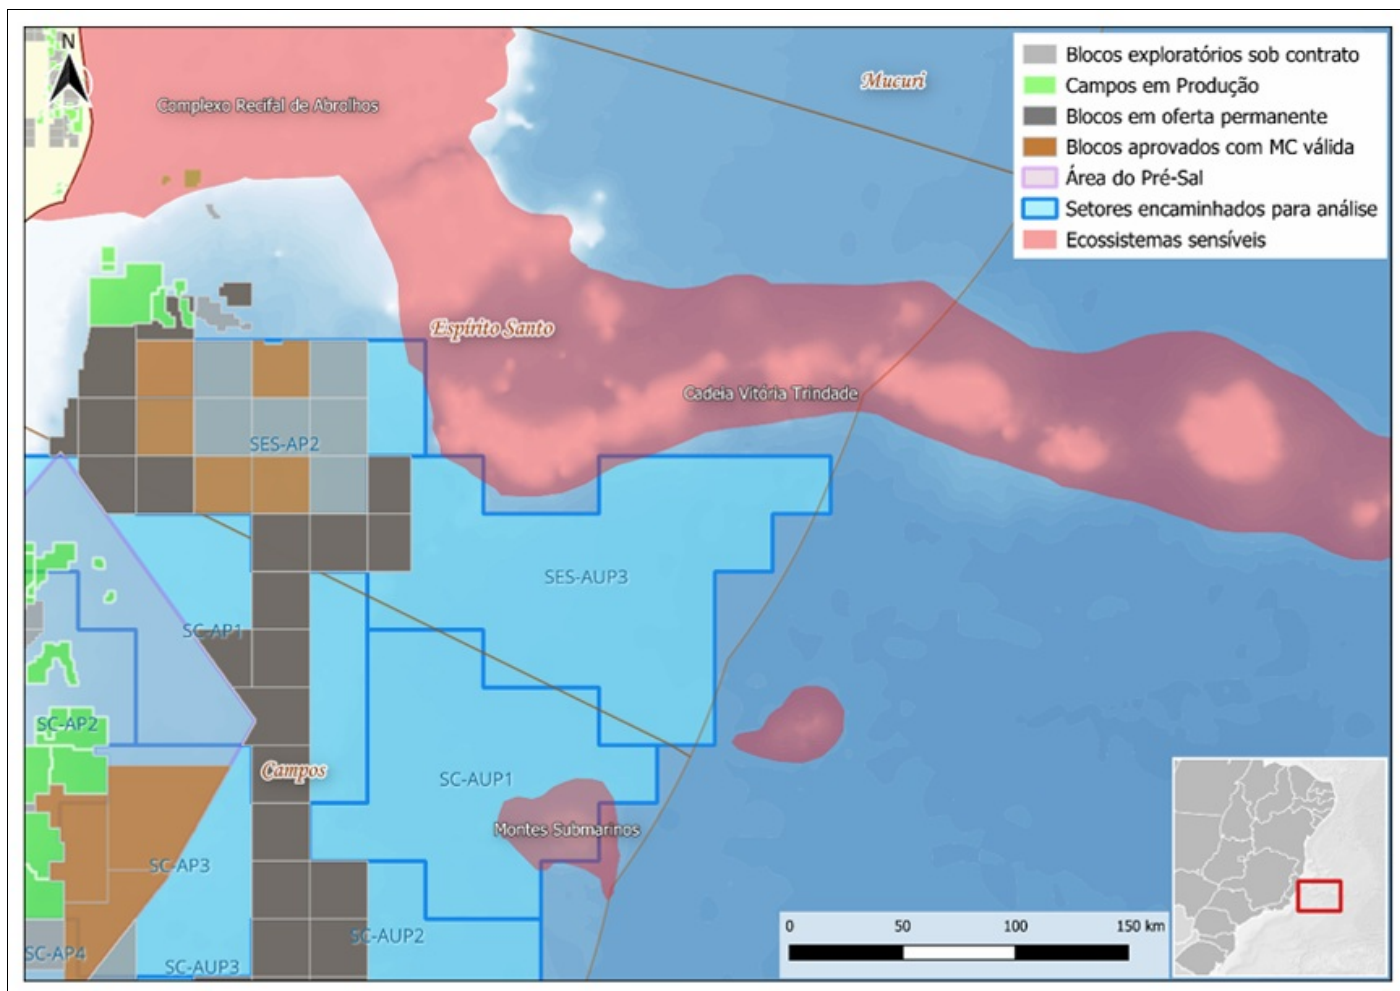 N
Complexo Recifal de Abrolhos
Mucuri
Blocos exploratórios sob contrato
Campos em Produção
Blocos em oferta permanente
Blocos aprovados com MC válida
Área do Pré-Sal
Setores encaminhados para análise
Ecossistemas sensíveis
Espírito Santo
Cadeia Vitória Trindade
SES-AP2
SES-AUP3
SC-AP1
SC-AP2
Campos
SC-AUP1
Montes Submarinos
SC-AP3
SC-AUP2
SC-AP4
SC-AUP3
0 50 100 150 km